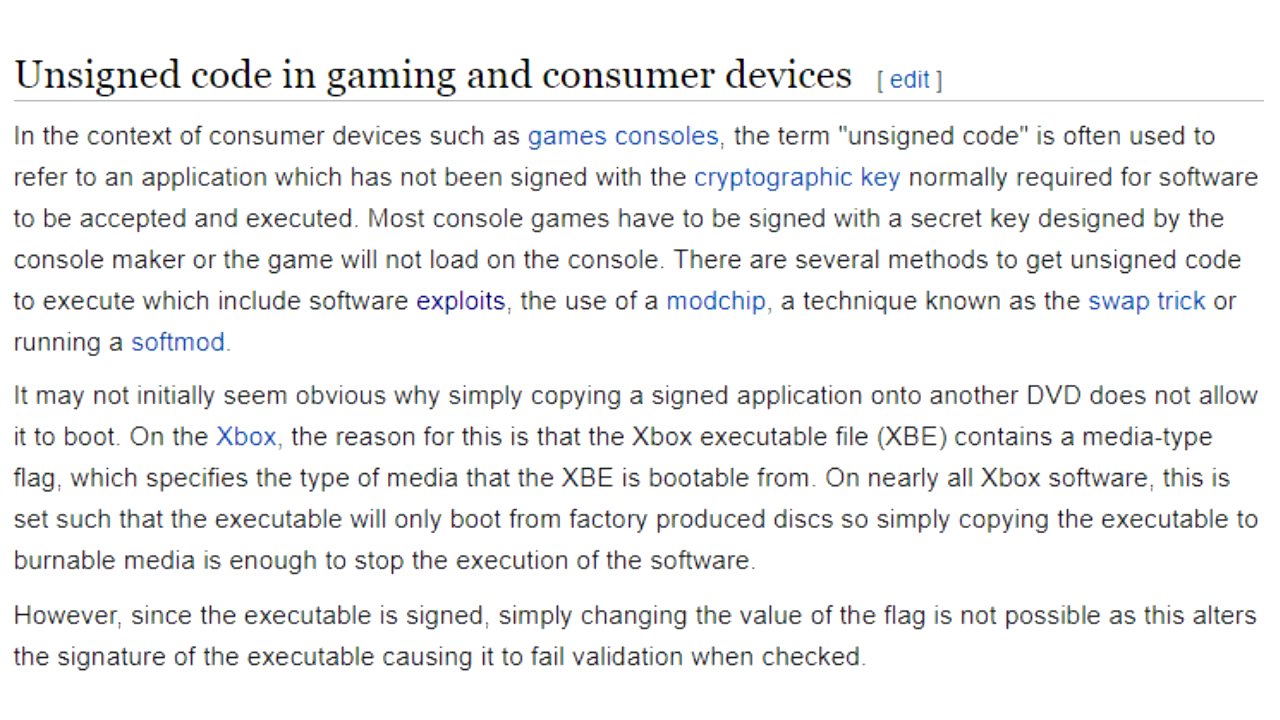 Unsigned code in gaming and consumer devices [ edit ]
In the context of consumer devices such as games consoles, the term "unsigned code" is often used to
refer to an application which has not been signed with the cryptographic key normally required for software
to be accepted and executed. Most console games have to be signed with a secret key designed by the
console maker or the game will not load on the console. There are several methods to get unsigned code
to execute which include software exploits, the use of a modchip, a technique known as the swap trick or
running a softmod.
It may not initially seem obvious why simply copying a signed application onto another DVD does not allow
it to boot. On the Xbox, the reason for this is that the Xbox executable file (XBE) contains a media-type
flag, which specifies the type of media that the XBE is bootable from. On nearly all Xbox software, this is
set such that the executable will only boot from factory produced discs so simply copying the executable to
burnable media is enough to stop the execution of the software.
However, since the executable is signed, simply changing the value of the flag is not possible as this alters
the signature of the executable causing it to fail validation when checked.